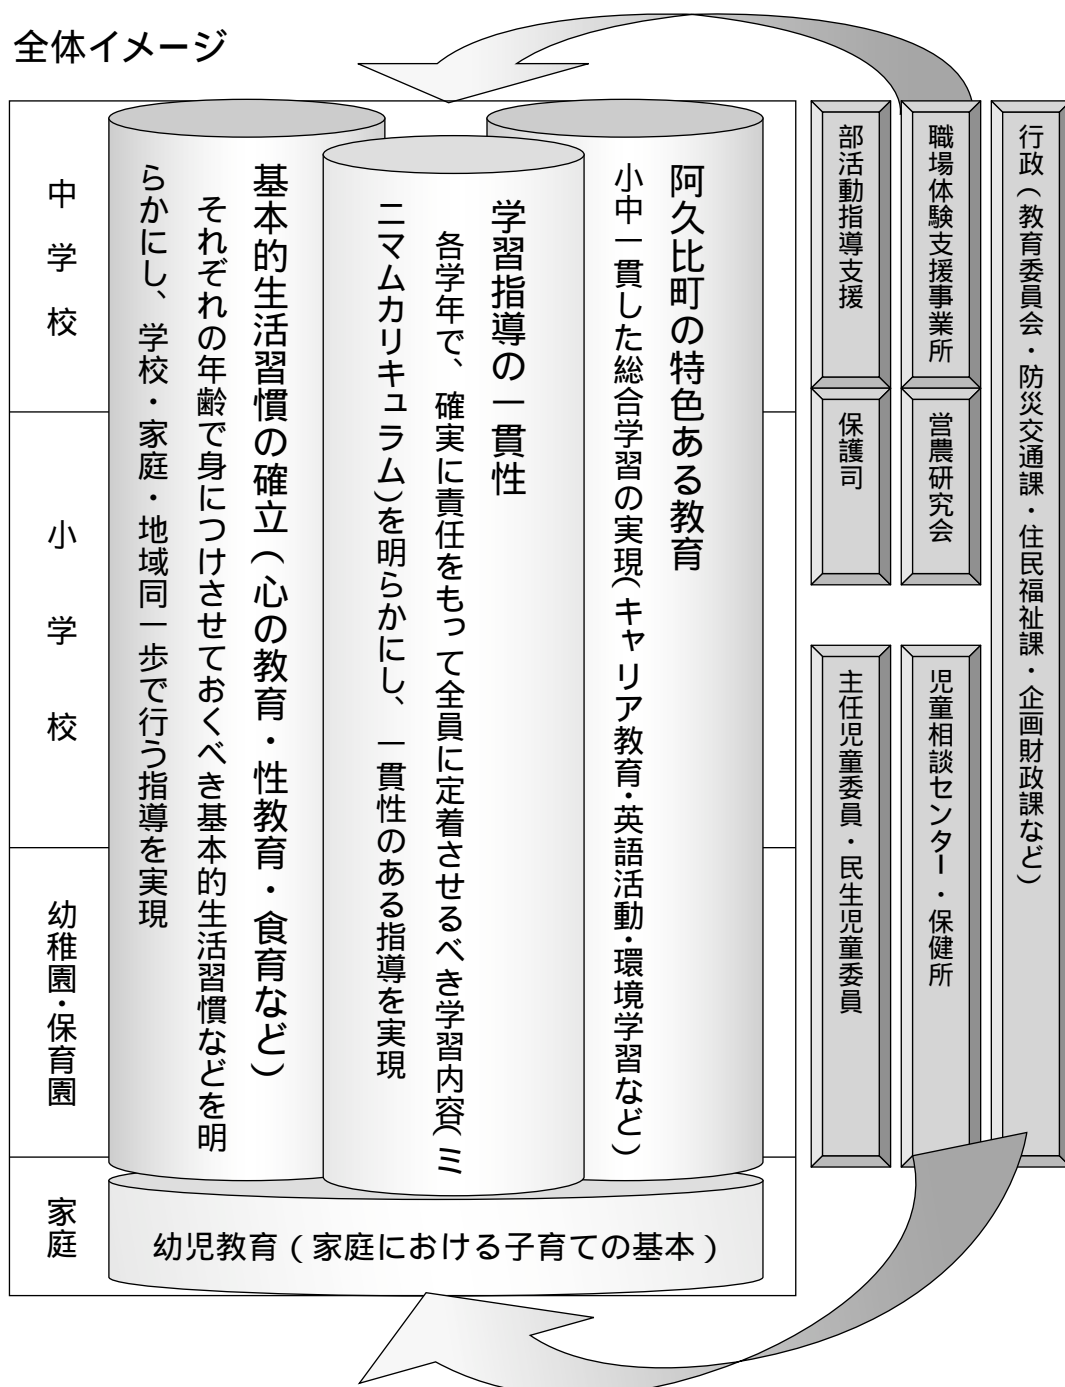 全体イメージ
中学校
小学校
幼稚園・保育園
家庭
阿久比町の特色ある教育
小中一貫した総合学習の実現(キャリア教育・英語活動・環境学習など)
学習指導の一貫性
各学年で、確実に責任をもって全員に定着させるべき学習内容(ミ
ニマムカリキュラム)を明らかにし、一貫性のある指導を実現
基本的生活習慣の確立(心の教育・性教育・食育など)
それぞれの年齢で身につけさせておくべき基本的生活習慣などを明
らかにし、学校・家庭・地域同一歩で行う指導を実現
幼児教育(家庭における子育ての基本)
行政(教育委員会・防災交通課・住民福祉課・企画財政課など)
職場体験支援事業所
部活動指導支援
営農研究会
保護司
児童相談センター・保健所
主任児童委員・民生児童委員